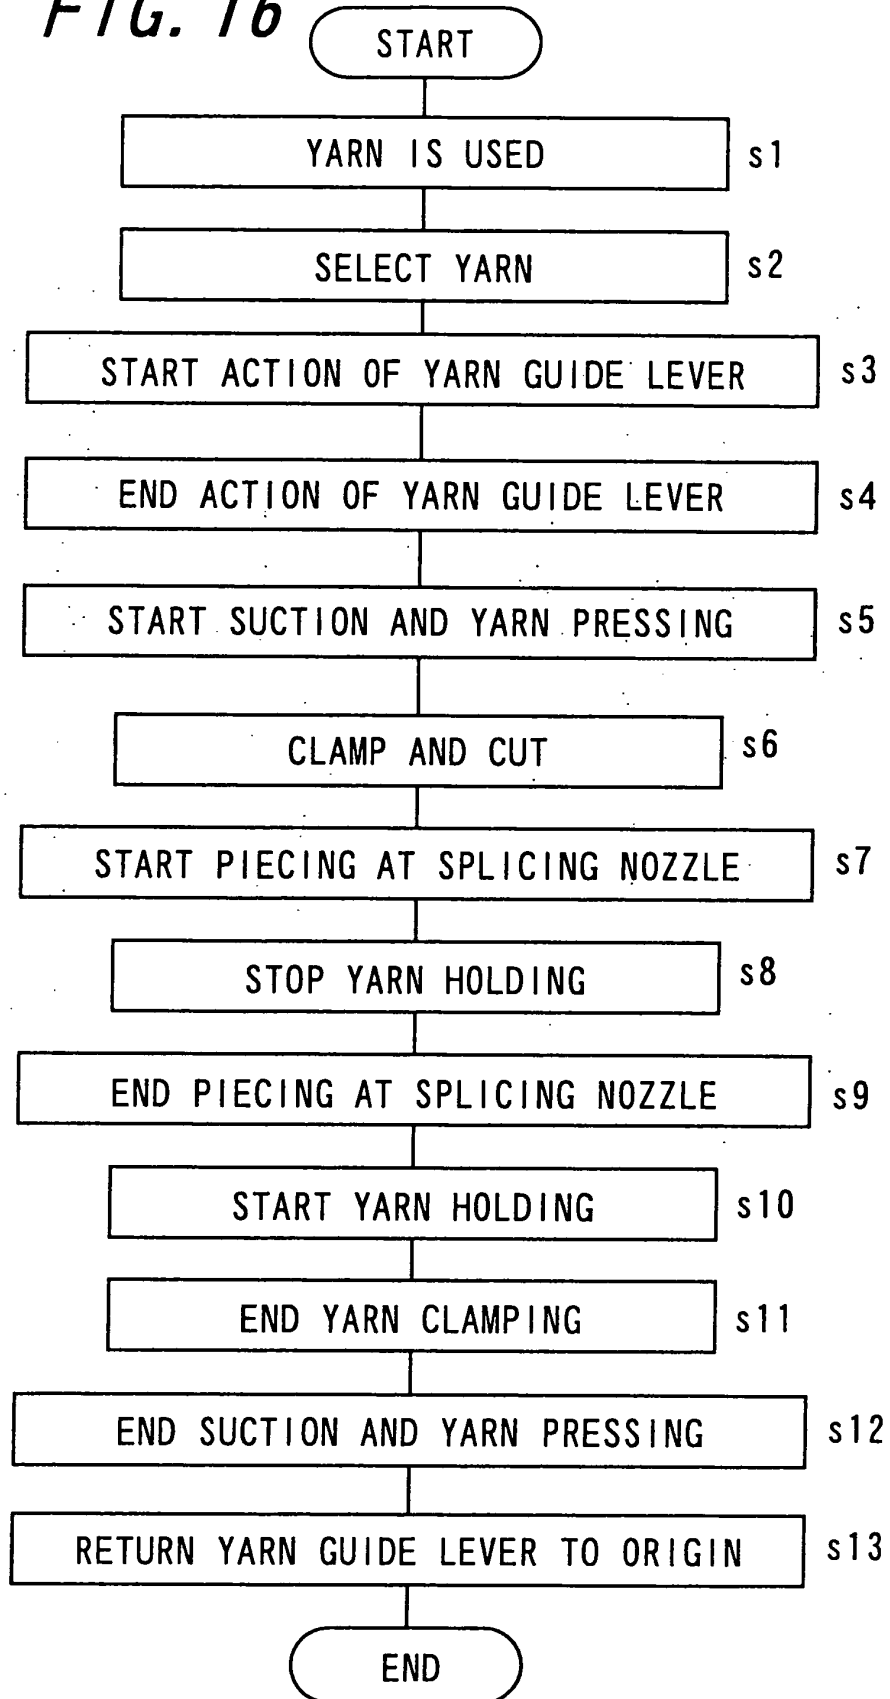 FIG. 16
START
YARN IS USED s1
SELECT YARN s2
START ACTION OF YARN GUIDE LEVER s3
END ACTION OF YARN GUIDE LEVER s4
START SUCTION AND YARN PRESSING s5
CLAMP AND CUT s6
START PIECING AT SPLICING NOZZLE s7
STOP YARN HOLDING s8
END PIECING AT SPLICING NOZZLE s9
START YARN HOLDING s10
END YARN CLAMPING s11
END SUCTION AND YARN PRESSING s12
RETURN YARN GUIDE LEVER TO ORIGIN s13
END